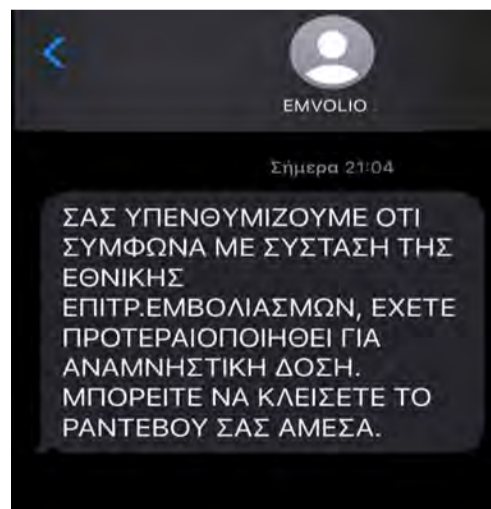 EMVOLIO
Σήμερα 21:04
ΣΑΣ ΥΠΕΝΘΥΜΙΖΟΥΜΕ ΟΤΙ
ΣΥΜΦΩΝΑ ΜΕ ΣΥΣΤΑΣΗ ΤΗΣ
ΕΘΝΙΚΗΣ
ΕΠΙΤΡ.ΕΜΒΟΛΙΑΣΜΩΝ, ΕΧΕΤΕ
ΠΡΟΤΕΡΑΙΟΠΟΙΗΘΕΙ ΓΙΑ
ΑΝΑΜΝΗΣΤΙΚΗ ΔΟΣΗ.
ΜΠΟΡΕΙΤΕ ΝΑ ΚΛΕΙΣΕΤΕ ΤΟ
ΡΑΝΤΕΒΟΥ ΣΑΣ ΑΜΕΣΑ.